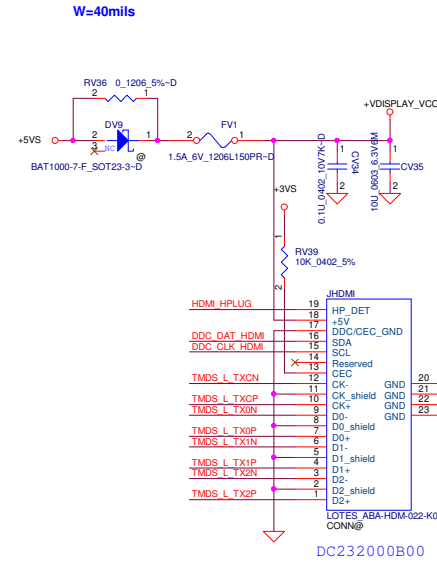 W=40mils
RV36 0_1206_5%~D
2 1
DV9
+5VS 2 1 2 FV1 1
3 NC
@
BAT1000-7-F_SOT23-3~D
1.5A_6V_1206L150PR~D
+VDISPLAY_VCC
1 2 CV34
0.1U_0402_10V7K~D
1 2 CV35
10U_0603_6.3V6M
+3VS
1
RV39
10K_0402_5%
2
JHDMI
HDMI_HPLUG 19 HP_DET
18 +5V
17 DDC/CEC_GND
DDC_DAT_HDMI 16 SDA
DDC_CLK_HDMI 15 SCL
14 Reserved
13 CEC
TMDS_L_TXCN 12 CK- GND 20
11 CK_shield GND 21
TMDS_L_TXCP 10 CK+ GND 22
TMDS_L_TX0N 9 D0- GND 23
8 D0_shield
TMDS_L_TX0P 7 D0+
TMDS_L_TX1N 6 D1-
5 D1_shield
TMDS_L_TX1P 4 D1+
TMDS_L_TX2N 3 D2-
2 D2_shield
TMDS_L_TX2P 1 D2+
LOTES_ABA-HDM-022-K0
CONN@
DC232000B00